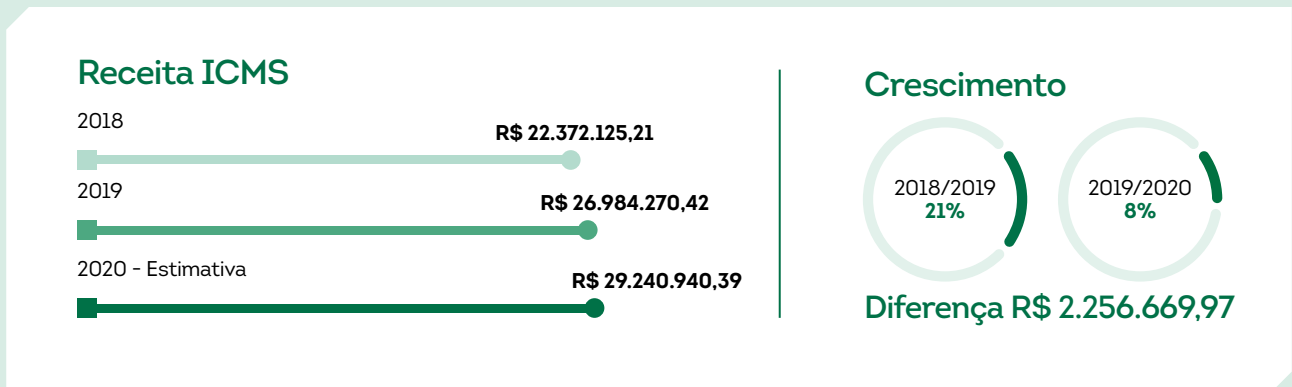 Receita ICMS
2018
R$ 22.372.125,21
2019
R$ 26.984.270,42
2020 - Estimativa
R$ 29.240.940,39
Crescimento
2018/2019
21%
2019/2020
8%
Diferença R$ 2.256.669,97